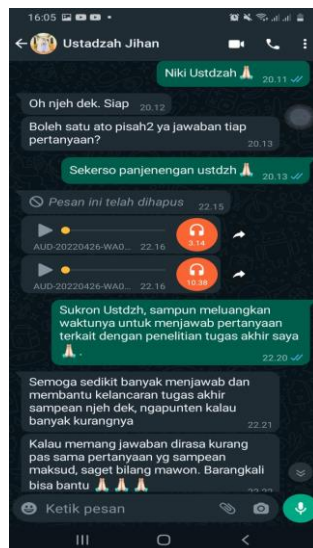 16:05
Ustadzah Jihan
Niki Ustdzh 🙏🏻 20.11
Oh njeh dek. Siap 20.12
Boleh satu ato pisah2 ya jawaban tiap
pertanyaan? 20.13
Sekerso panjenengan ustdzh 🙏🏻 20.13
Pesan ini telah dihapus 22.15
3.14
AUD-20220426-WA0... 22.16
10.38
AUD-20220426-WA0... 22.16
Sukron Ustdzh, sampun meluangkan
waktunya untuk menjawab pertanyaan
terkait dengan penelitian tugas akhir saya
🙏🏻. 22.20
Semoga sedikit banyak menjawab dan
membantu kelancaran tugas akhir
sampean njeh dek, ngapunten kalau
banyak kurangnya 22.21
Kalau memang jawaban dirasa kurang
pas sama pertanyaan yg sampean
maksud, saget bilang mawon. Barangkali
bisa bantu 🙏🏻 🙏🏻 🙏🏻
Ketik pesan